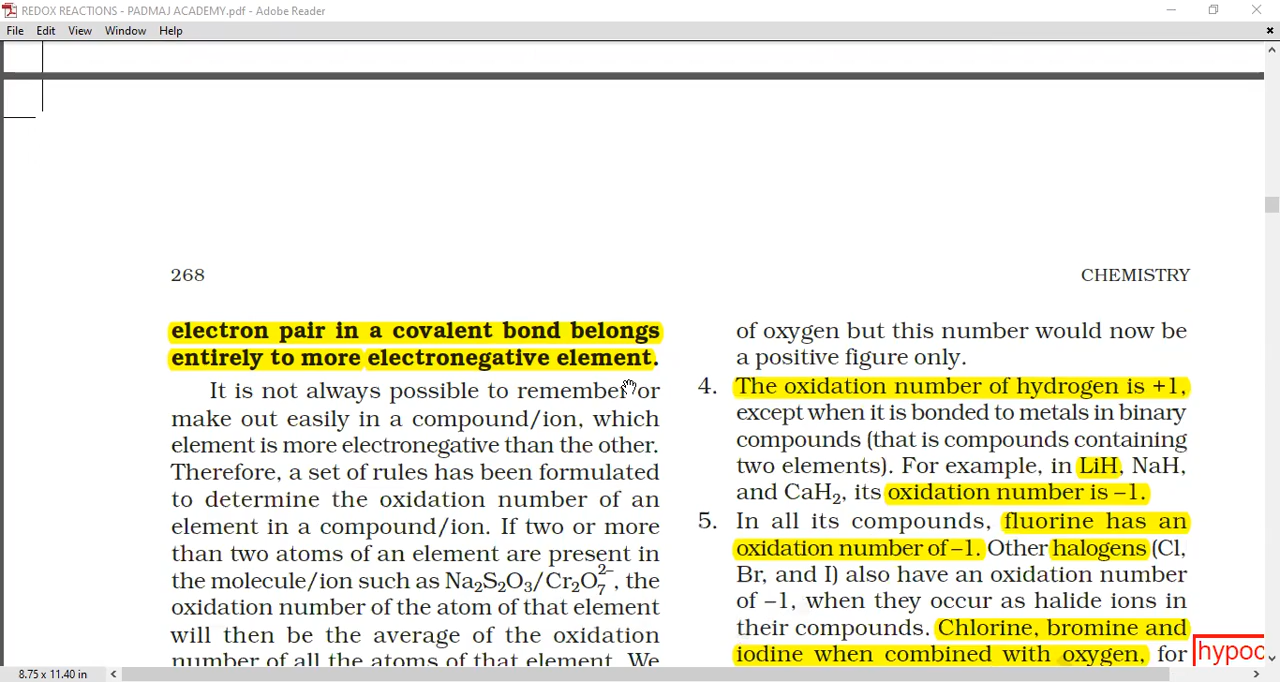 REDOX REACTIONS - PADMAJ ACADEMY.pdf - Adobe Reader
File Edit View Window Help
268
CHEMISTRY
electron pair in a covalent bond belongs
entirely to more electronegative element.
It is not always possible to remember or
make out easily in a compound/ion, which
element is more electronegative than the other.
Therefore, a set of rules has been formulated
to determine the oxidation number of an
element in a compound/ion. If two or more
than two atoms of an element are present in
the molecule/ion such as Na₂S₂O₃/Cr₂O₇²⁻, the
oxidation number of the atom of that element
will then be the average of the oxidation
number of all the atoms of that element. We
of oxygen but this number would now be
a positive figure only.
4. The oxidation number of hydrogen is +1,
except when it is bonded to metals in binary
compounds (that is compounds containing
two elements). For example, in LiH, NaH,
and CaH₂, its oxidation number is –1.
5. In all its compounds, fluorine has an
oxidation number of –1. Other halogens (Cl,
Br, and I) also have an oxidation number
of –1, when they occur as halide ions in
their compounds. Chlorine, bromine and
iodine when combined with oxygen, for
hypoc
8.75 x 11.40 in